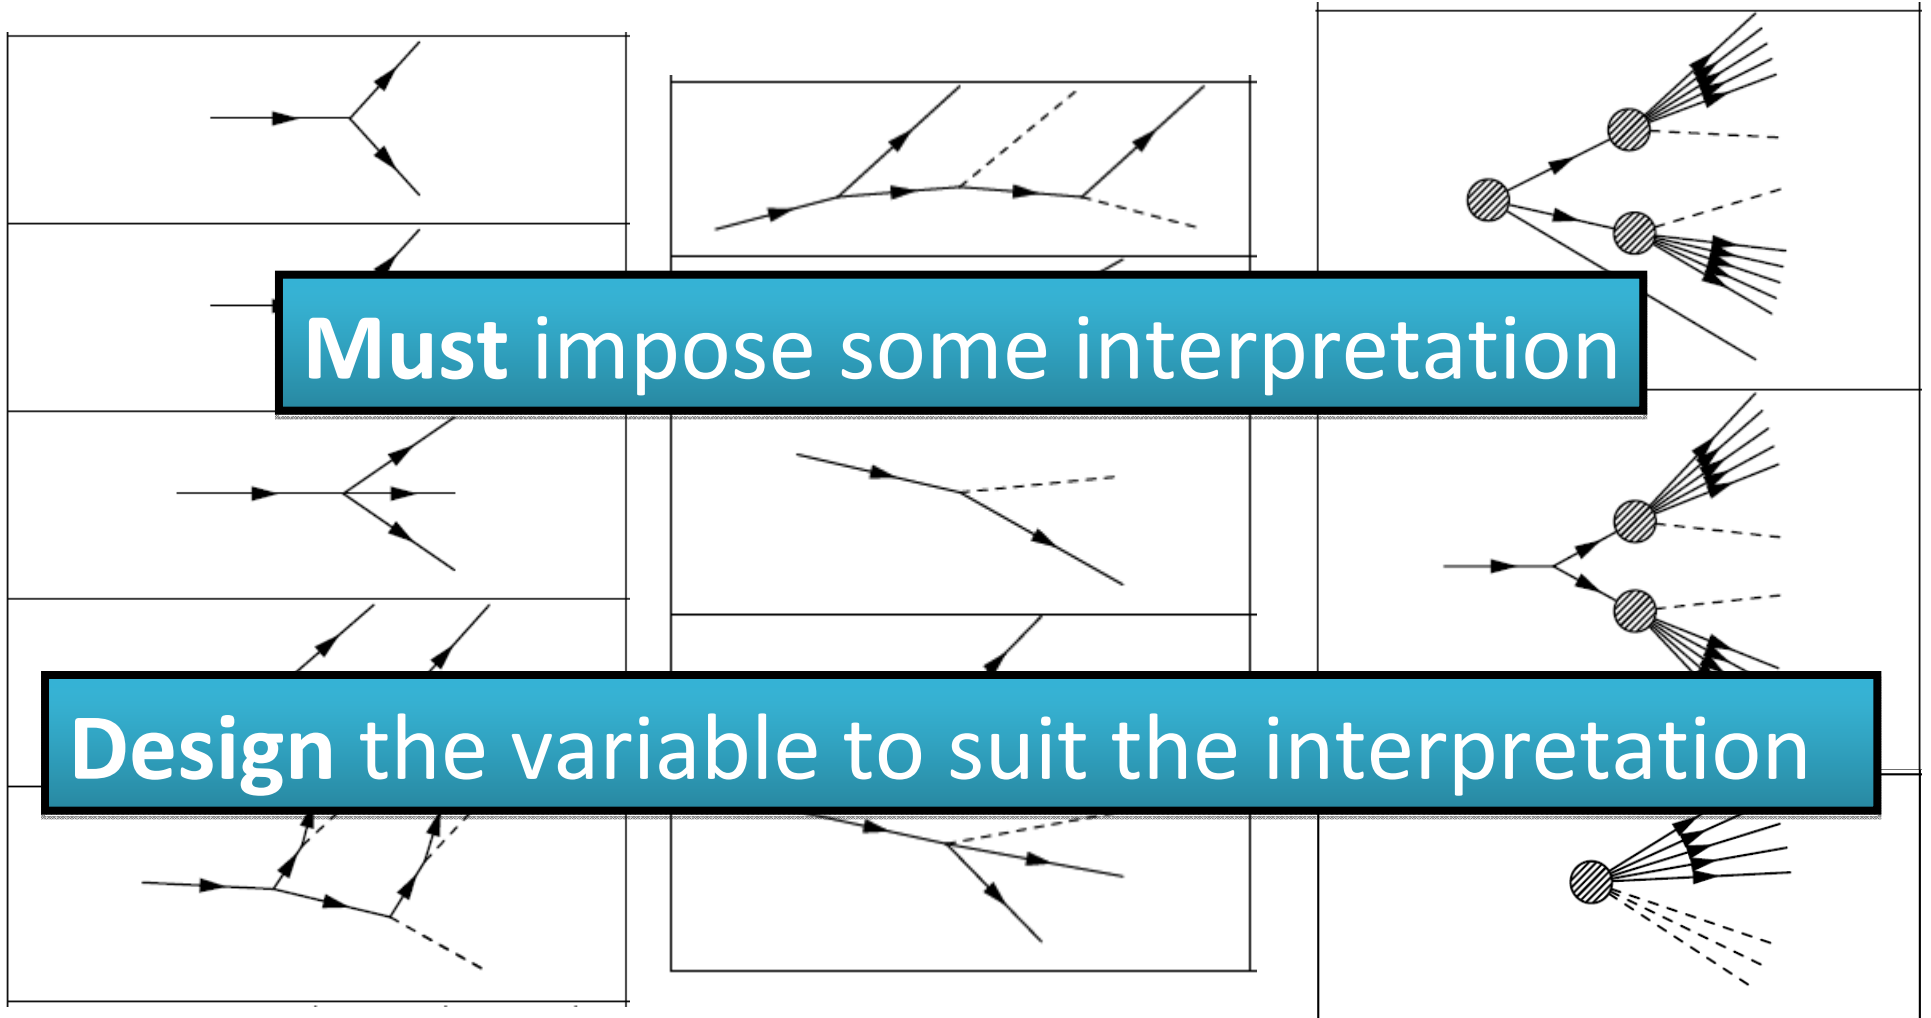 Must impose some interpretation
Design the variable to suit the interpretation